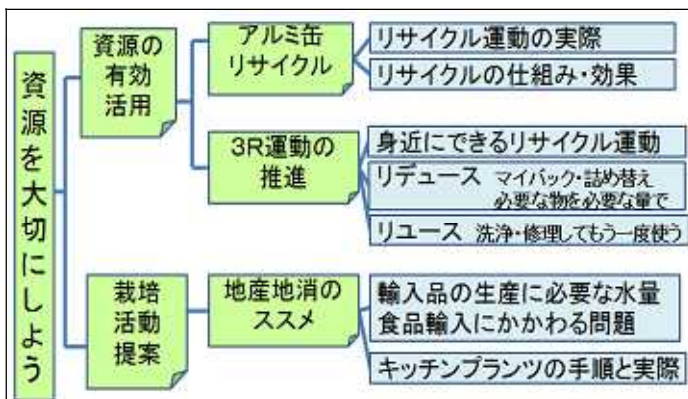 資源を大切にしよう
資源の
有効
活用
アルミ缶
リサイクル
リサイクル運動の実際
リサイクルの仕組み・効果
3R運動の
推進
身近にできるリサイクル運動
リデュース マイバック・詰め替え
必要な物を必要な量で
リユース 洗浄・修理してもう一度使う
栽培
活動
提案
地産地消の
ススメ
輸入品の生産に必要な水量
食品輸入にかかわる問題
キッチンプランツの手順と実際